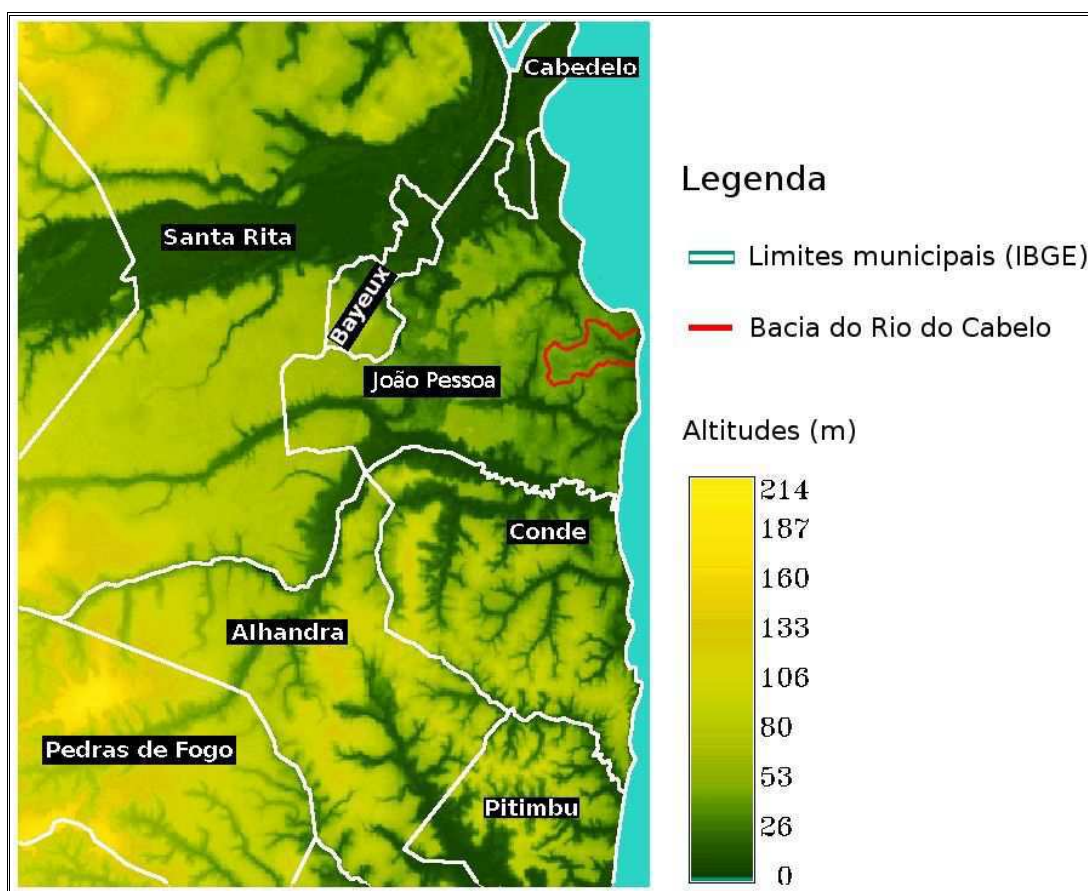 Cabedelo
Santa Rita
Bayeux
João Pessoa
Conde
Alhandra
Pedras de Fogo
Pitimbu
Legenda
Limites municipais (IBGE)
Bacia do Rio do Cabelo
Altitudes (m)
214
187
160
133
106
80
53
26
0